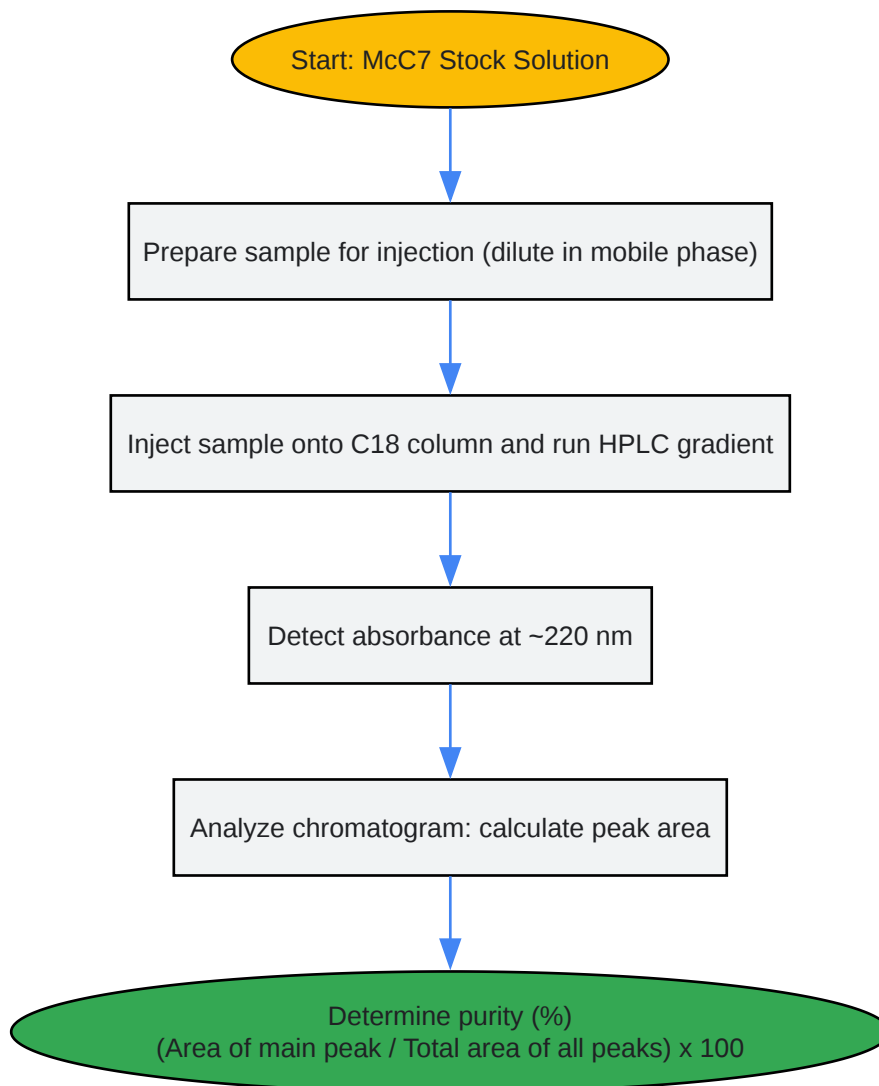 Start: McC7 Stock Solution
Prepare sample for injection (dilute in mobile phase)
Inject sample onto C18 column and run HPLC gradient
Detect absorbance at ~220 nm
Analyze chromatogram: calculate peak area
Determine purity (%)
(Area of main peak / Total area of all peaks) x 100